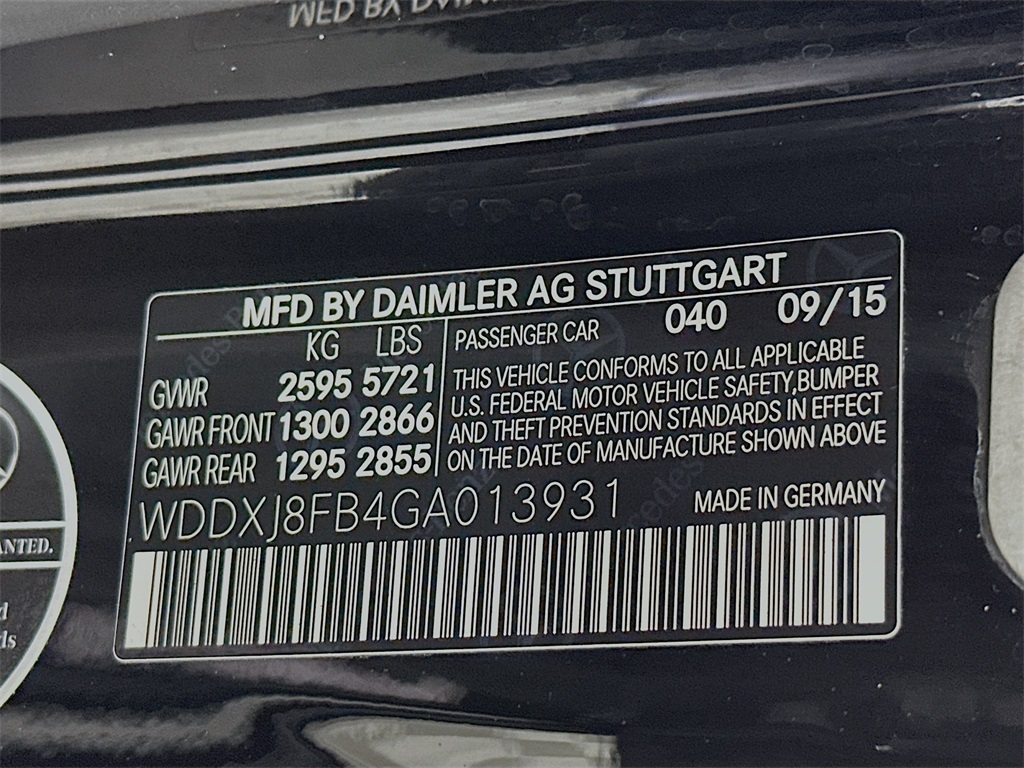 MFD BY DAIMLER AG STUTTGART
KG LBS
PASSENGER CAR 040 09/15
GVWR 2595 5721
GAWR FRONT 1300 2866
GAWR REAR 1295 2855
THIS VEHICLE CONFORMS TO ALL APPLICABLE
U.S. FEDERAL MOTOR VEHICLE SAFETY, BUMPER
AND THEFT PREVENTION STANDARDS IN EFFECT
ON THE DATE OF MANUFACTURE SHOWN ABOVE
WDDXJ8FB4GA013931
MADE IN GERMANY